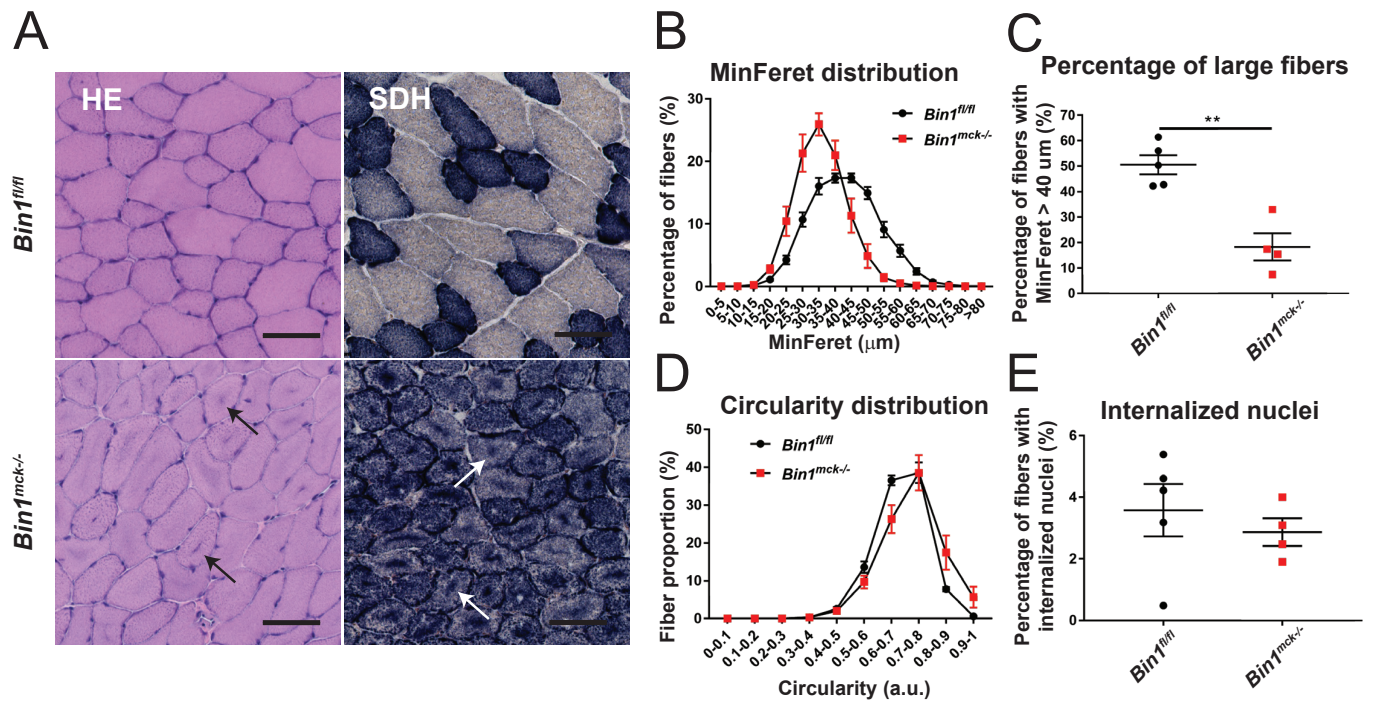 A
HE
SDH
Bin1fl/fl
Bin1mck-/-
B
MinFeret distribution
Percentage of fibers (%)
30
20
10
0
Bin1fl/fl
Bin1mck-/-
0-5
5-10
10-15
15-20
20-25
25-30
30-35
35-40
40-45
45-50
50-55
55-60
60-65
65-70
70-75
75-80
>80
MinFeret (μm)
C
Percentage of large fibers
Percentage of fibers with
MinFeret > 40 um (%)
70
60
50
40
30
20
10
0
**
Bin1fl/fl
Bin1mck-/-
D
Circularity distribution
Fiber proportion (%)
50
40
30
20
10
0
Bin1fl/fl
Bin1mck-/-
0-0.1
0.1-0.2
0.2-0.3
0.3-0.4
0.4-0.5
0.5-0.6
0.6-0.7
0.7-0.8
0.8-0.9
0.9-1
Circularity (a.u.)
E
Internalized nuclei
Percentage of fibers with
internalized nuclei (%)
6
4
2
0
Bin1fl/fl
Bin1mck-/-